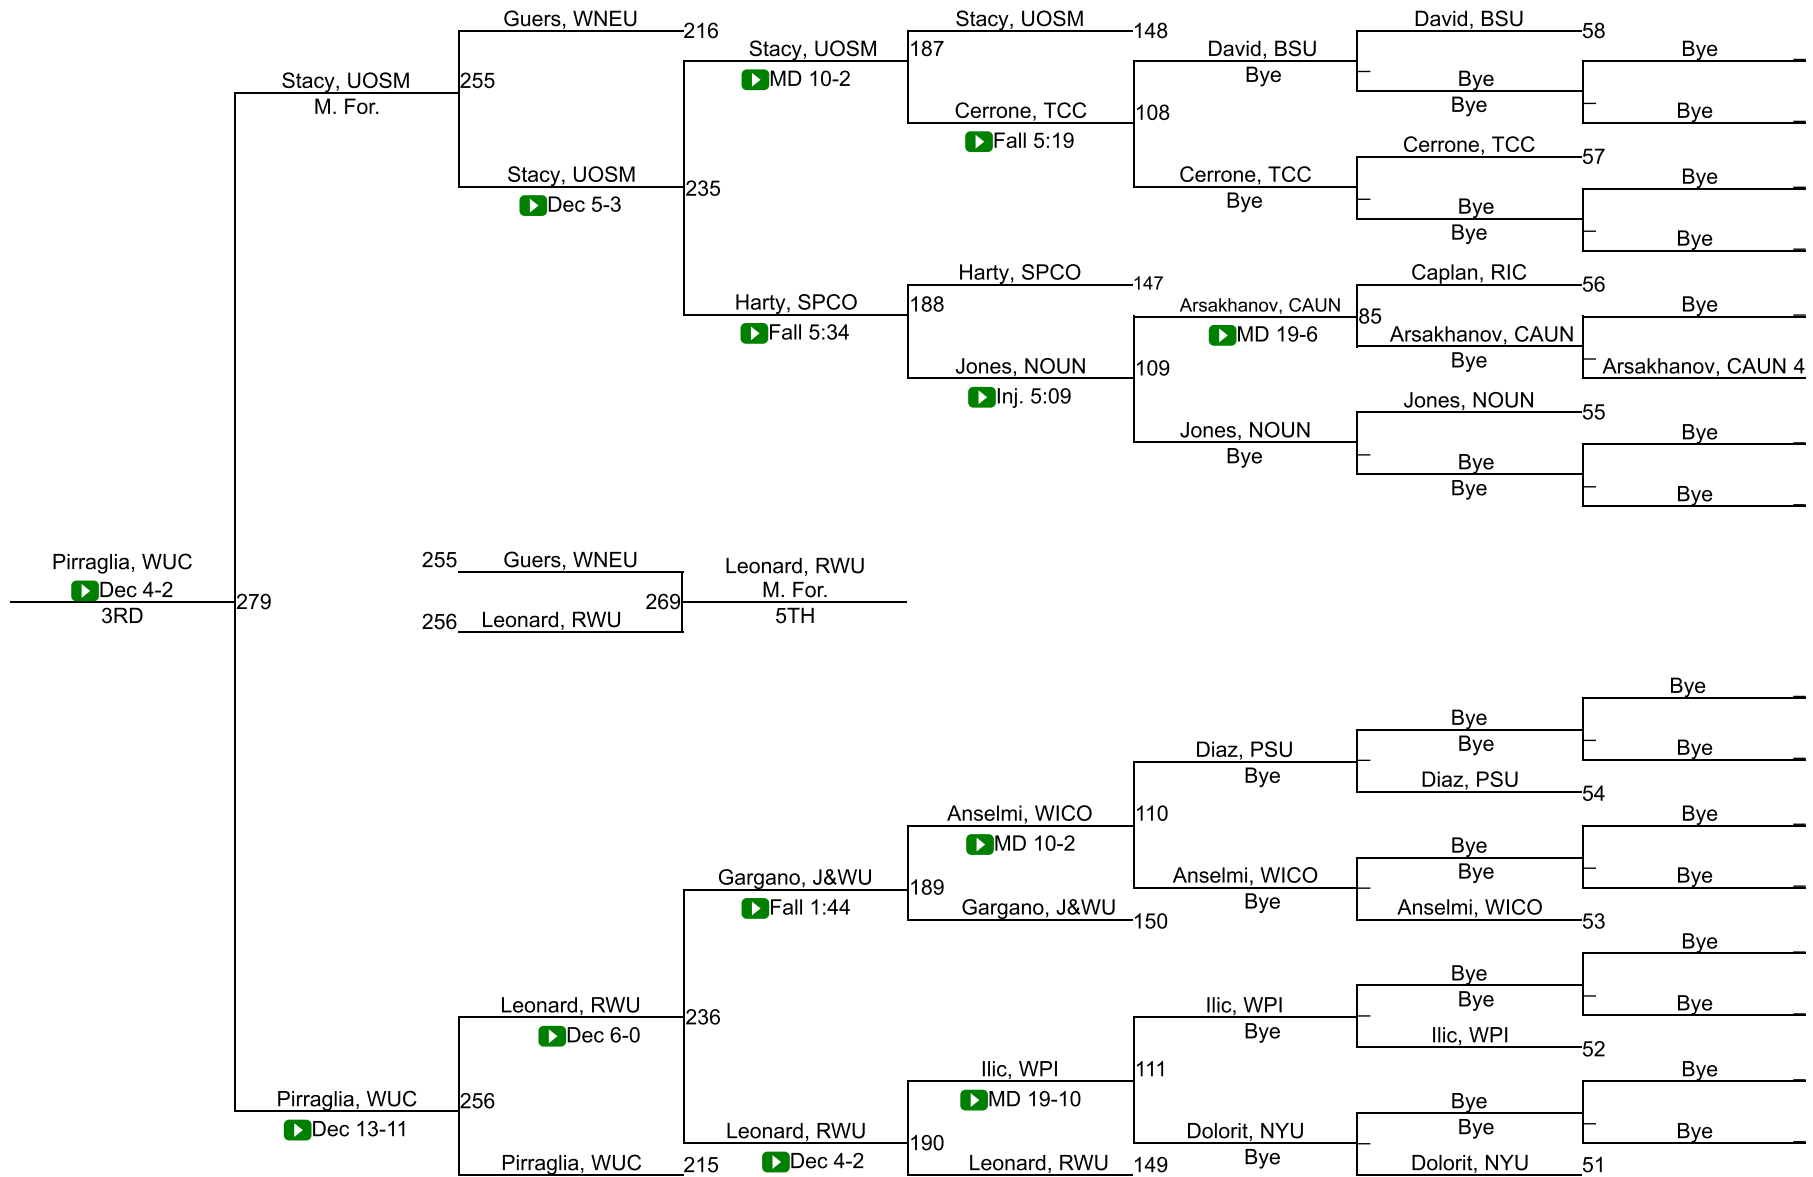 Guers, WNEU
216
Stacy, UOSM
148
David, BSU
58
Stacy, UOSM
MD 10-2
187
David, BSU
Bye
Bye
Stacy, UOSM
M. For.
255
Bye
Bye
Bye
Cerrone, TCC
Fall 5:19
108
Cerrone, TCC
57
Stacy, UOSM
Dec 5-3
235
Cerrone, TCC
Bye
Bye
Bye
Bye
Bye
Harty, SPCO
147
Caplan, RIC
56
Harty, SPCO
Fall 5:34
188
Arsakhanov, CAUN
MD 19-6
85
Bye
Arsakhanov, CAUN
Bye
Jones, NOUN
Inj. 5:09
109
Arsakhanov, CAUN 4
Jones, NOUN
55
Jones, NOUN
Bye
Bye
Bye
Bye
Bye
Pirraglia, WUC
Dec 4-2
3RD
279
255
Guers, WNEU
Leonard, RWU
M. For.
5TH
269
256
Leonard, RWU
Bye
Bye
Bye
Diaz, PSU
Bye
Bye
Diaz, PSU
54
Anselmi, WICO
MD 10-2
110
Bye
Bye
Bye
Gargano, J&WU
Fall 1:44
189
Anselmi, WICO
Bye
Bye
Gargano, J&WU
150
Anselmi, WICO
53
Bye
Bye
Bye
Leonard, RWU
Dec 6-0
236
Ilic, WPI
Bye
Bye
Ilic, WPI
52
Ilic, WPI
MD 19-10
111
Bye
Pirraglia, WUC
Dec 13-11
256
Bye
Bye
Leonard, RWU
Dec 4-2
190
Dolorit, NYU
Bye
Bye
Pirraglia, WUC
215
Leonard, RWU
149
Dolorit, NYU
51